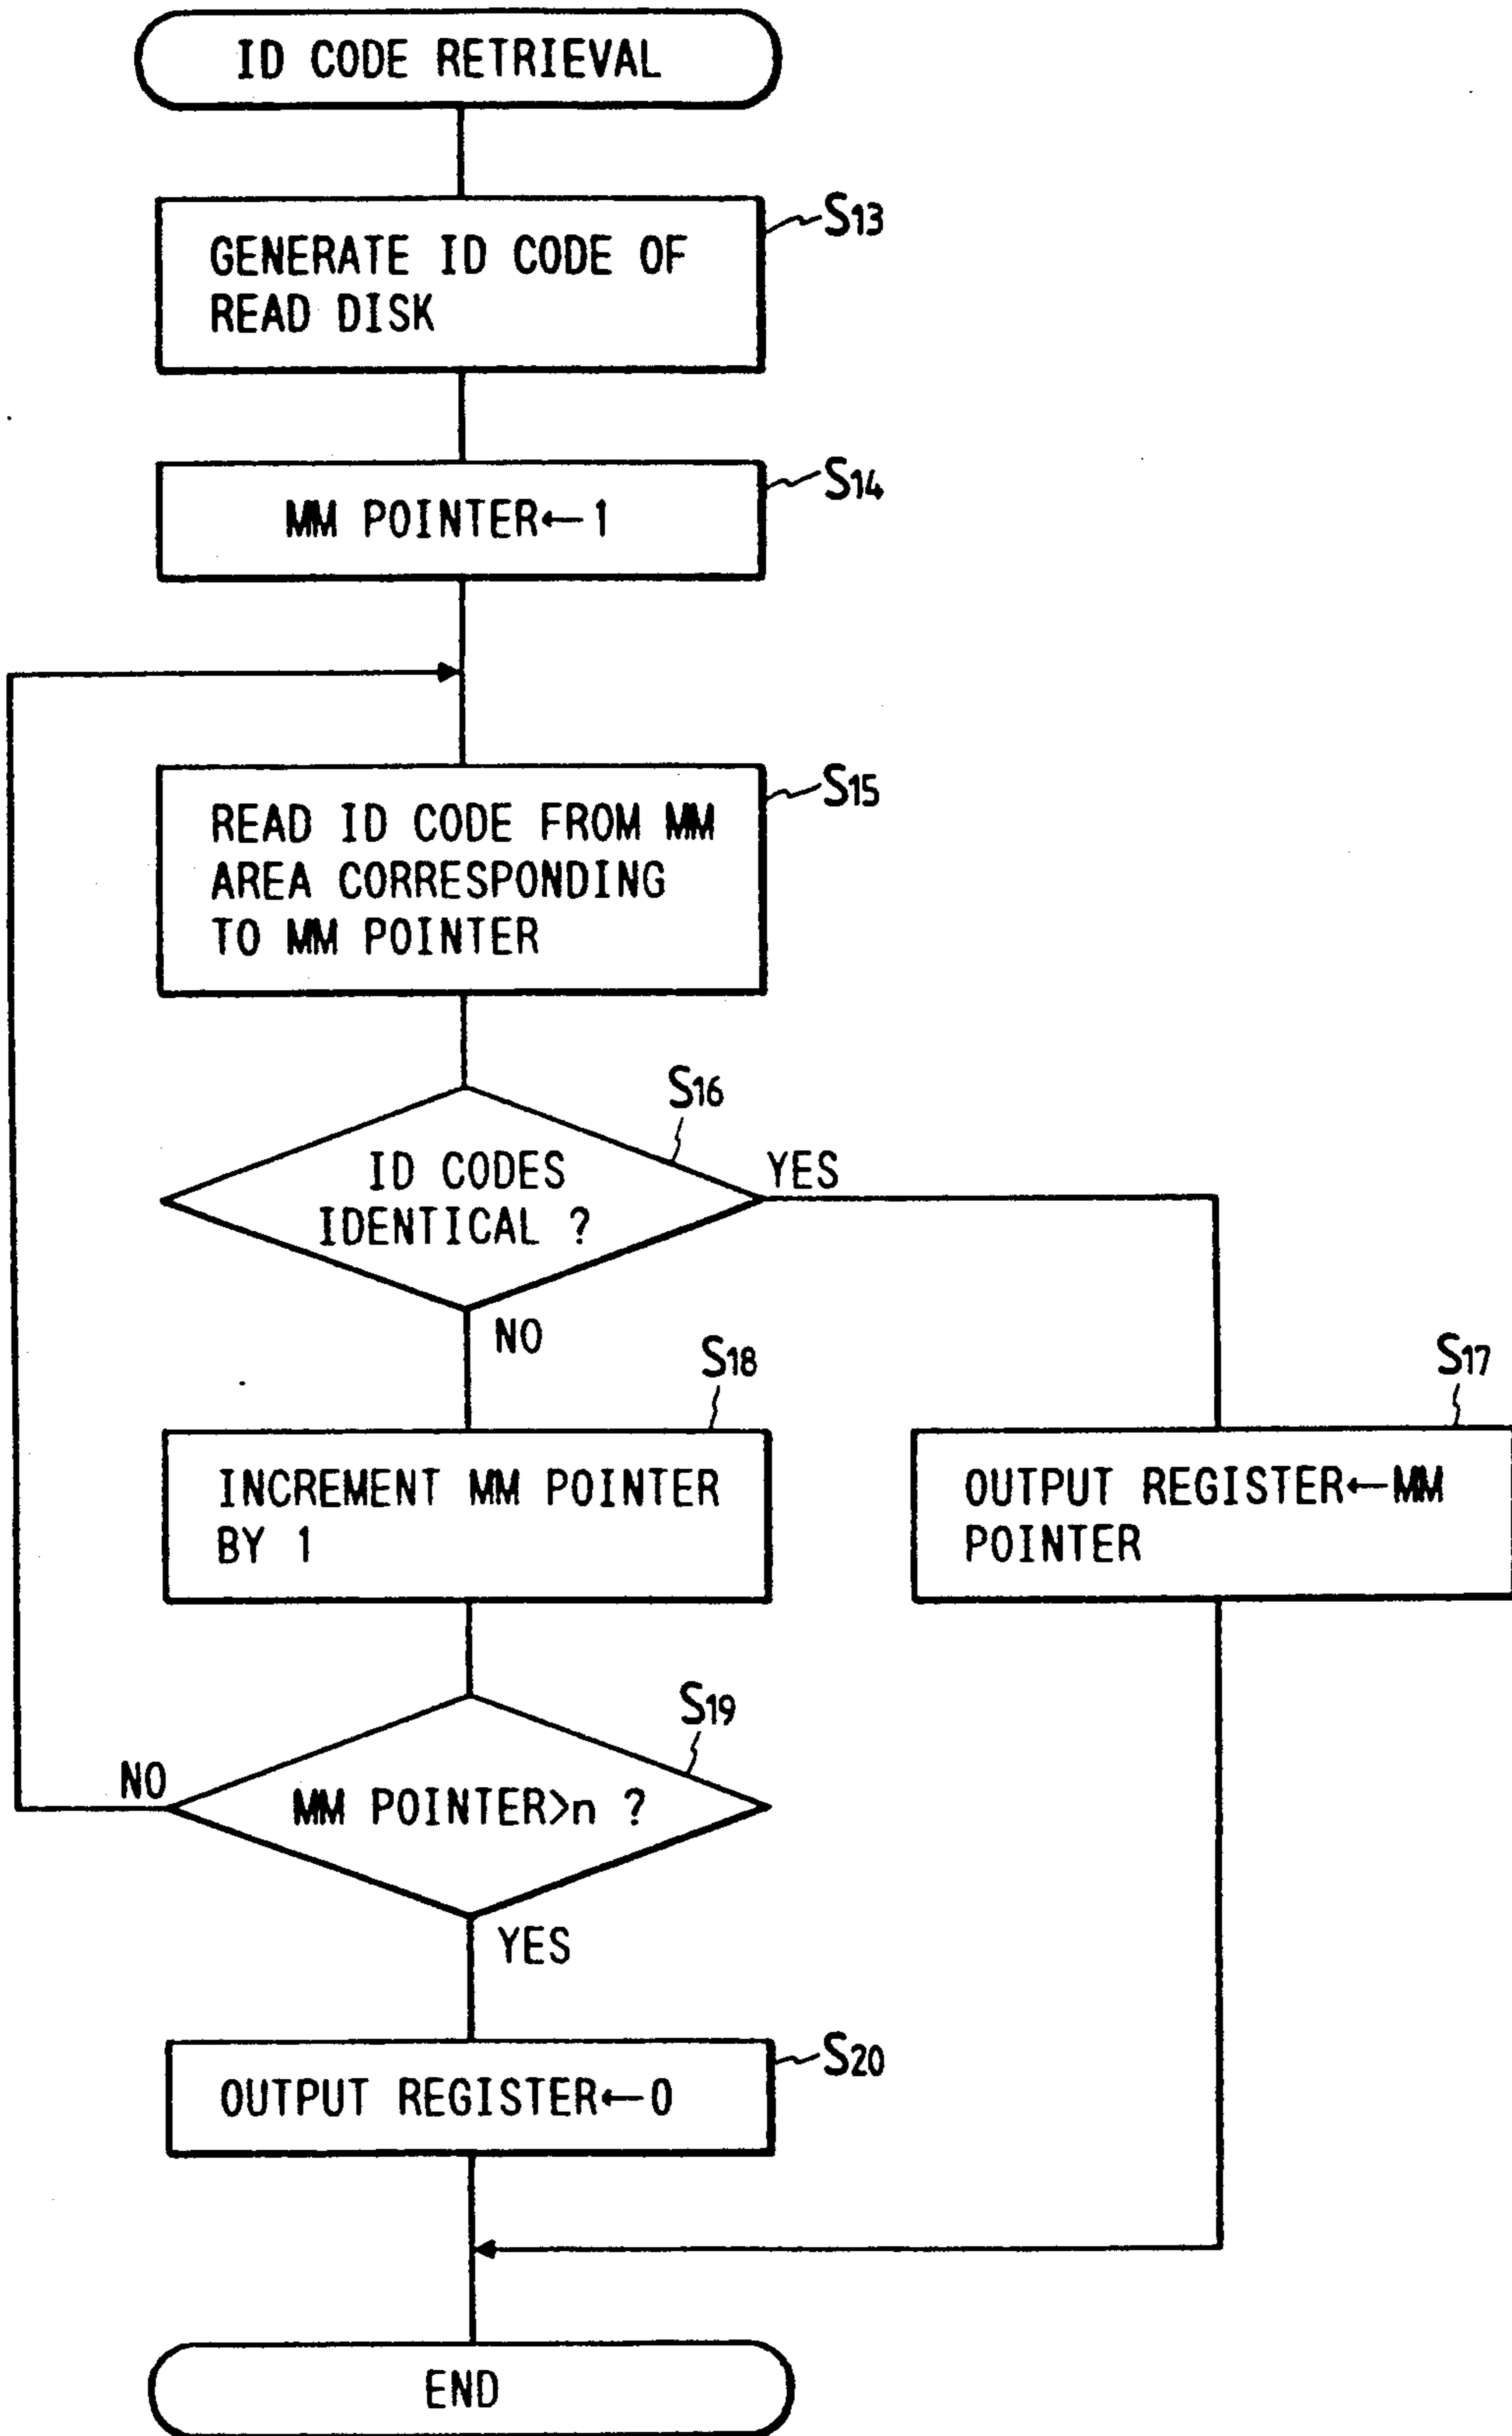 ID CODE RETRIEVAL
S13
GENERATE ID CODE OF
READ DISK
S14
MM POINTER←1
S15
READ ID CODE FROM MM
AREA CORRESPONDING
TO MM POINTER
S16
ID CODES
IDENTICAL ?
YES
NO
S18
INCREMENT MM POINTER
BY 1
S17
OUTPUT REGISTER←MM
POINTER
S19
NO
MM POINTER>n ?
YES
S20
OUTPUT REGISTER←0
END